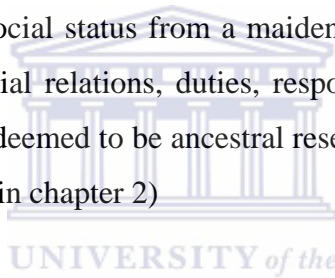 ocial status from a maiden
ial relations, duties, respo
deemed to be ancestral rese
in chapter 2)
UNIVERSITY of the